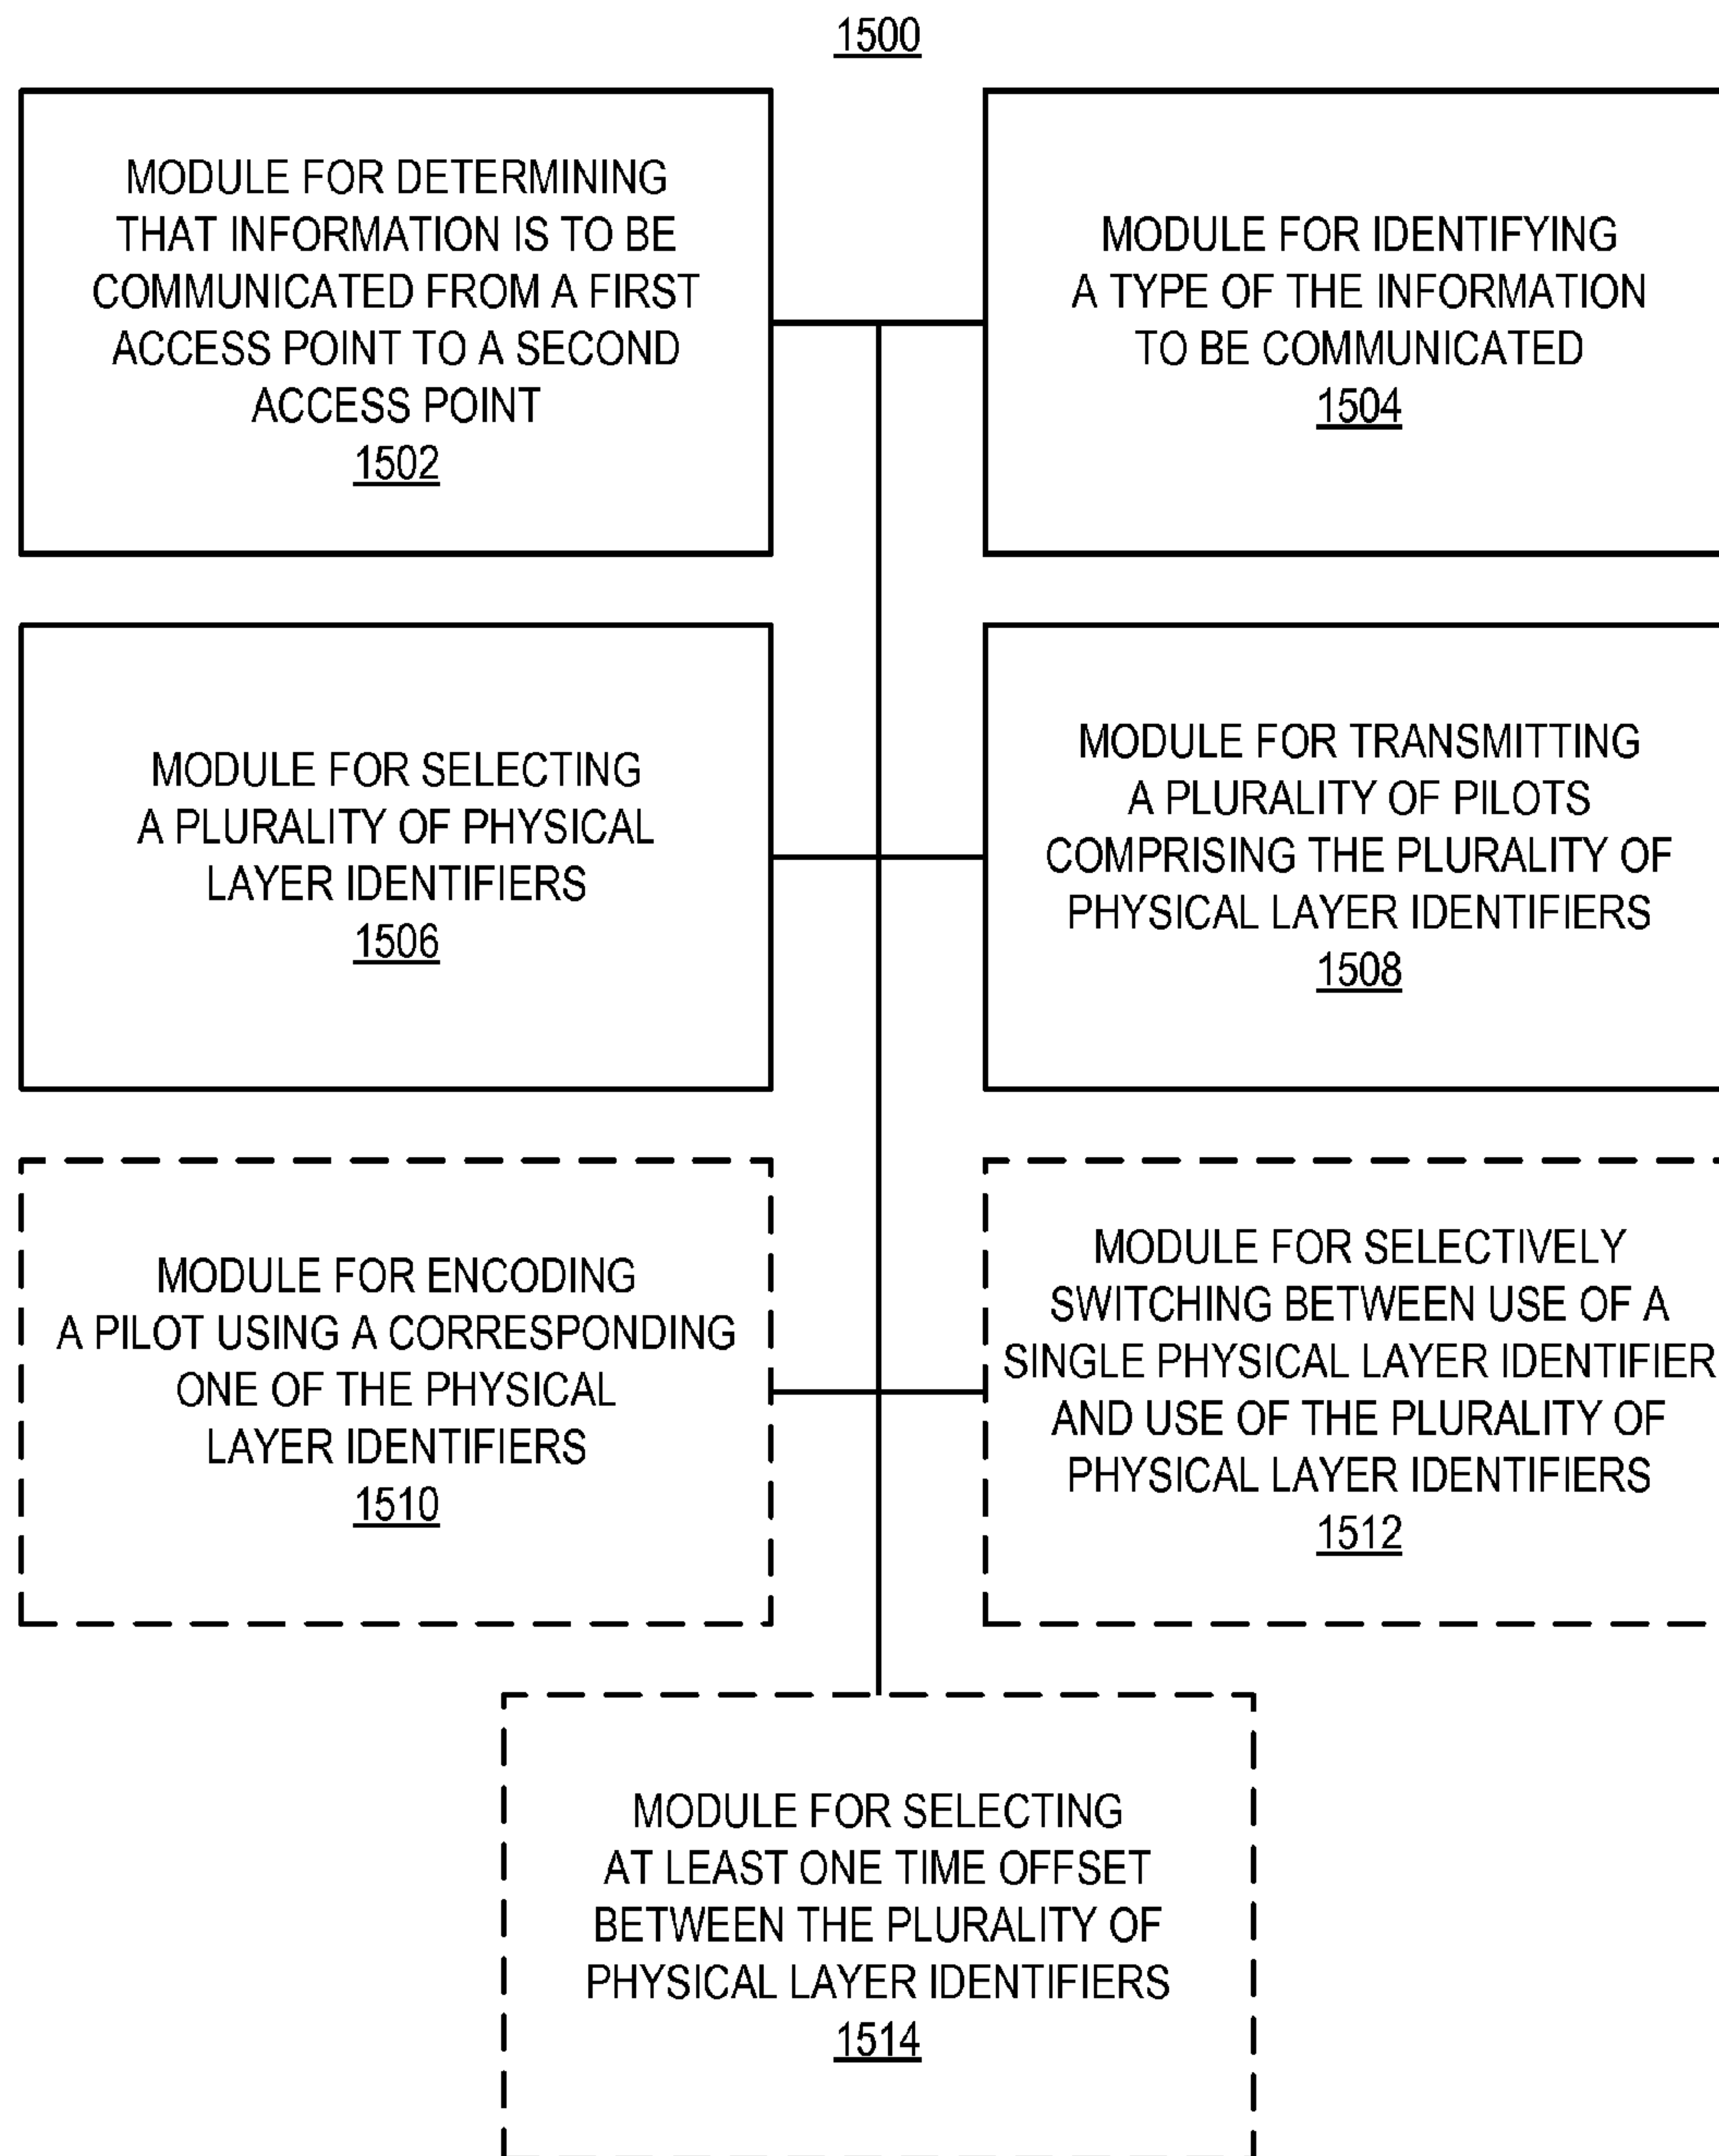 1500
MODULE FOR DETERMINING
THAT INFORMATION IS TO BE
COMMUNICATED FROM A FIRST
ACCESS POINT TO A SECOND
ACCESS POINT
1502
MODULE FOR IDENTIFYING
A TYPE OF THE INFORMATION
TO BE COMMUNICATED
1504
MODULE FOR SELECTING
A PLURALITY OF PHYSICAL
LAYER IDENTIFIERS
1506
MODULE FOR TRANSMITTING
A PLURALITY OF PILOTS
COMPRISING THE PLURALITY OF
PHYSICAL LAYER IDENTIFIERS
1508
MODULE FOR ENCODING
A PILOT USING A CORRESPONDING
ONE OF THE PHYSICAL
LAYER IDENTIFIERS
1510
MODULE FOR SELECTIVELY
SWITCHING BETWEEN USE OF A
SINGLE PHYSICAL LAYER IDENTIFIER
AND USE OF THE PLURALITY OF
PHYSICAL LAYER IDENTIFIERS
1512
MODULE FOR SELECTING
AT LEAST ONE TIME OFFSET
BETWEEN THE PLURALITY OF
PHYSICAL LAYER IDENTIFIERS
1514